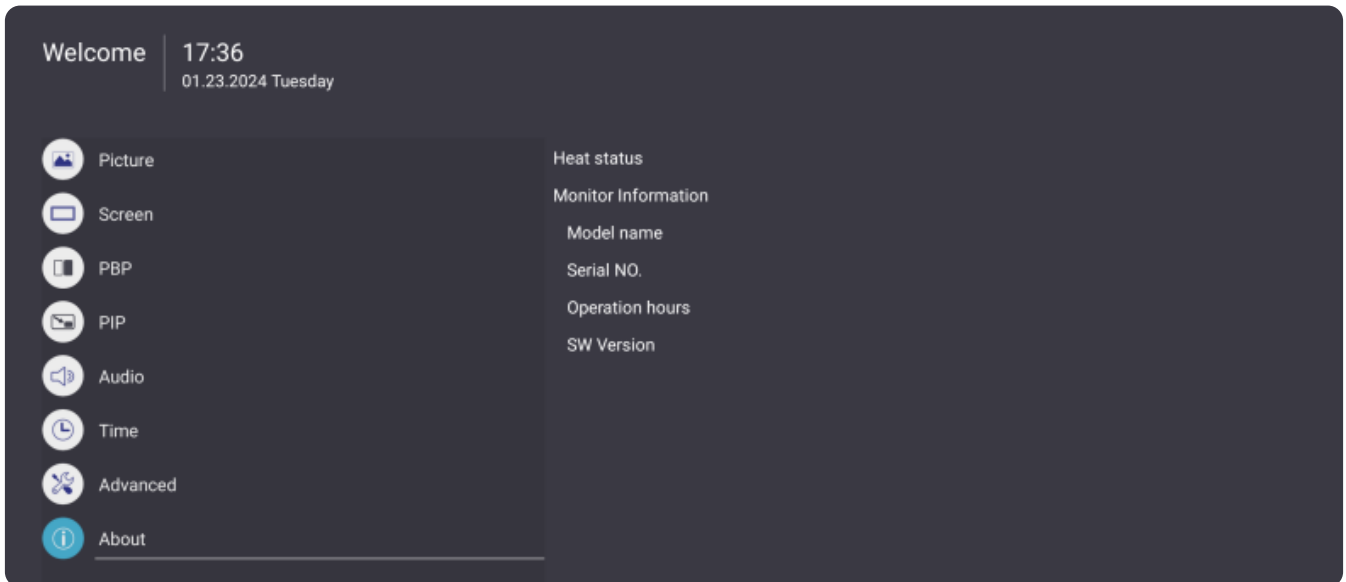 Welcome
17:36
01.23.2024 Tuesday
Picture
Screen
PBP
PIP
Audio
Time
Advanced
About
Heat status
Monitor Information
Model name
Serial NO.
Operation hours
SW Version